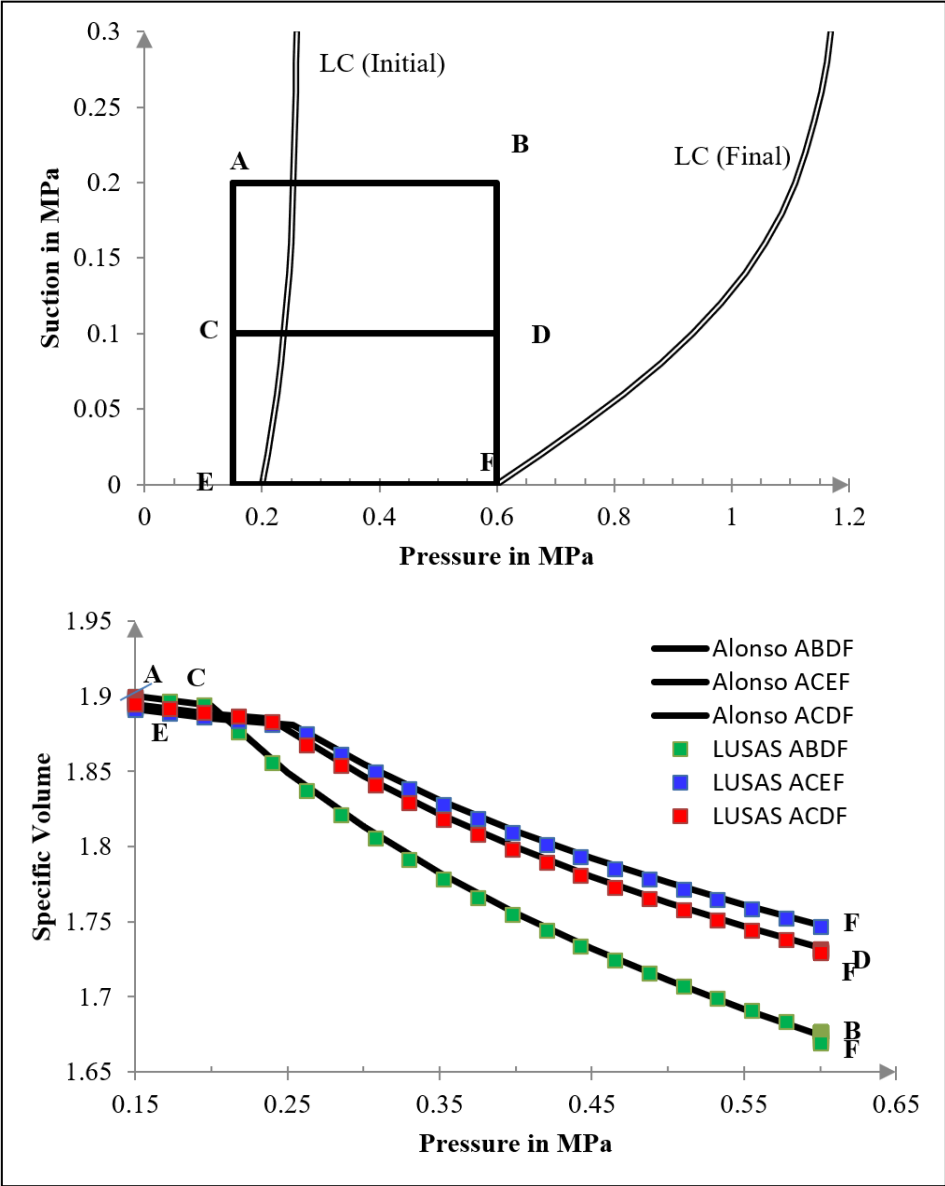 0.3
LC (Initial)
0.25
B
A
LC (Final)
0.2
Suction in MPa
0.15
C
D
0.1
0.05
F
E
0
0
0.2
0.4
0.6
0.8
1
1.2
Pressure in MPa
1.95
Alonso ABDF
A
C
Alonso ACEF
1.9
Alonso ACDF
E
LUSAS ABDF
1.85
LUSAS ACEF
LUSAS ACDF
Specific Volume
1.8
1.75
F
D
F
1.7
B
F
1.65
0.15
0.25
0.35
0.45
0.55
0.65
Pressure in MPa